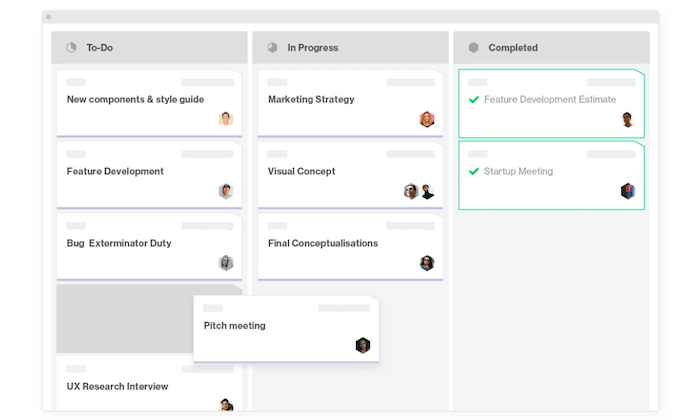 To-Do
New components & style guide
Feature Development
Bug Exterminator Duty
UX Research Interview
Pitch meeting
In Progress
Marketing Strategy
Visual Concept
Final Conceptualisations
Completed
Feature Development Estimate
Startup Meeting